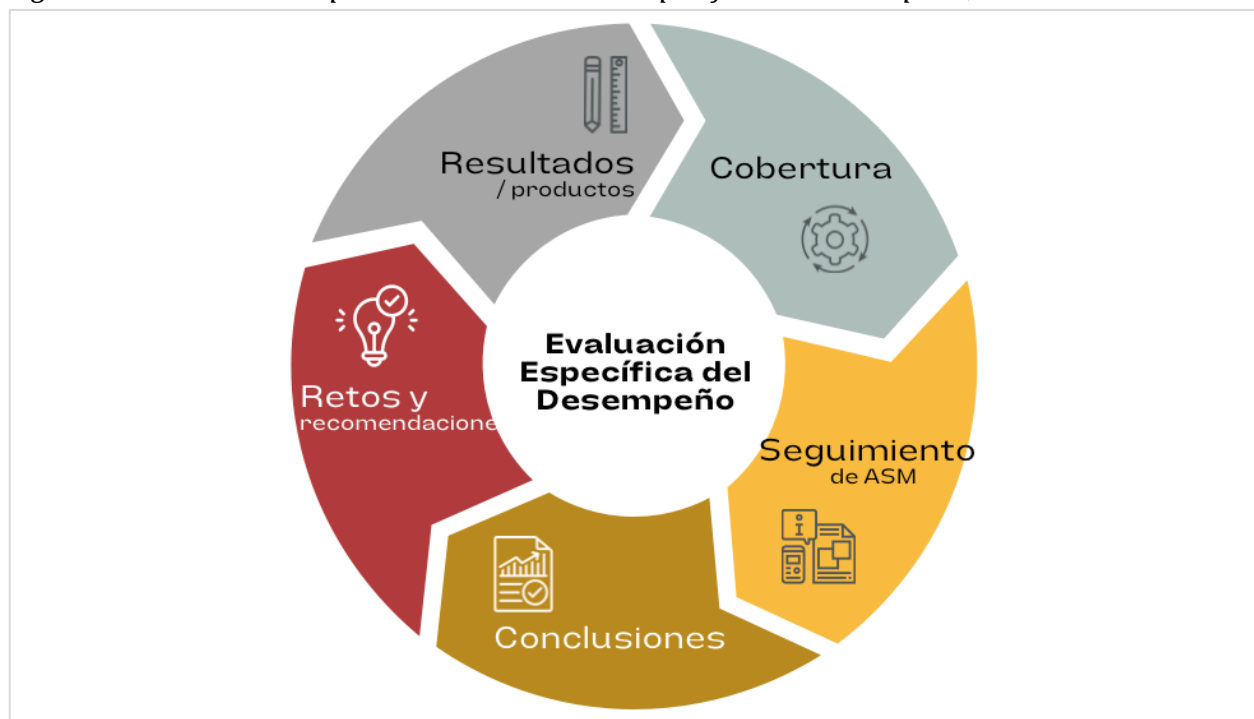 Resultados
/ productos
Cobertura
Evaluación
Específica del
Desempeño
Seguimiento
de ASM
i
Conclusiones
Retos y
recomendacione